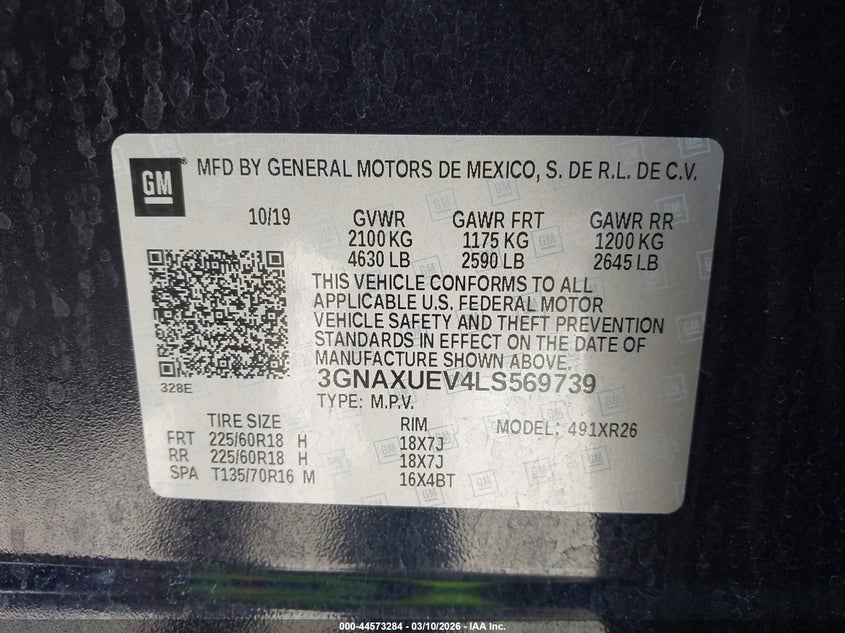 GM
MFD BY GENERAL MOTORS DE MEXICO, S. DE R.L. DE C.V.
10/19 GVWR GAWR FRT GAWR RR
2100 KG 1175 KG 1200 KG
4630 LB 2590 LB 2645 LB
THIS VEHICLE CONFORMS TO ALL
APPLICABLE U.S. FEDERAL MOTOR
VEHICLE SAFETY AND THEFT PREVENTION
STANDARDS IN EFFECT ON THE DATE OF
MANUFACTURE SHOWN ABOVE.
328E
3GNAXUEV4LS569739
TYPE: M.P.V.
TIRE SIZE RIM MODEL: 491XR26
FRT 225/60R18 H 18X7J
RR 225/60R18 H 18X7J
SPA T135/70R16 M 16X4BT
000-44573284 - 03/10/2026 - IAA Inc.